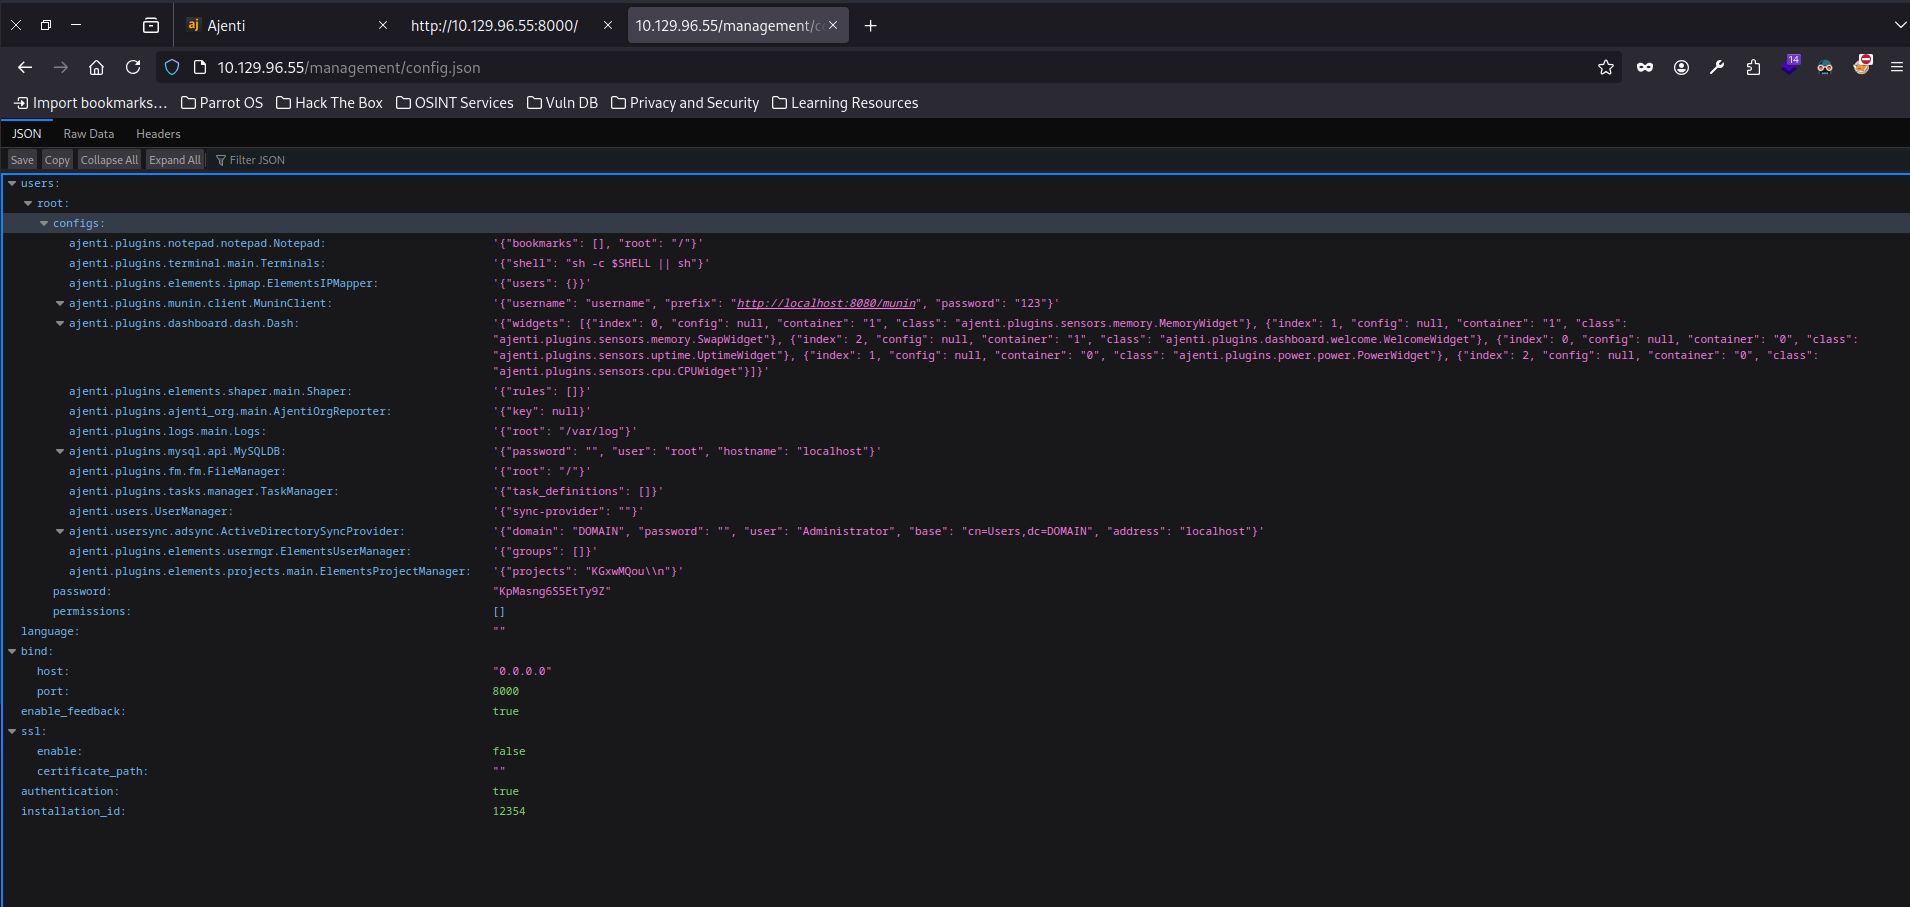 Ajenti
http://10.129.96.55:8000/
10.129.96.55/management/c
10.129.96.55/management/config.json
14
Import bookmarks… Parrot OS Hack The Box OSINT Services Vuln DB Privacy and Security Learning Resources
JSON Raw Data Headers
Save Copy Collapse All Expand All Filter JSON
users:
root:
configs:
ajenti.plugins.notepad.notepad.Notepad: '{"bookmarks": [], "root": "/"}'
ajenti.plugins.terminal.main.Terminals: '{"shell": "sh -c $SHELL || sh"}'
ajenti.plugins.elements.ipmap.ElementsIPMapper: '{"users": {}}'
ajenti.plugins.munin.client.MuninClient: '{"username": "username", "prefix": "http://localhost:8080/munin", "password": "123"}'
ajenti.plugins.dashboard.dash.Dash: '{"widgets": [{"index": 0, "config": null, "container": "1", "class": "ajenti.plugins.sensors.memory.MemoryWidget"}, {"index": 1, "config": null, "container": "1", "class":
"ajenti.plugins.sensors.memory.SwapWidget"}, {"index": 2, "config": null, "container": "1", "class": "ajenti.plugins.dashboard.welcome.WelcomeWidget"}, {"index": 0, "config": null, "container": "0", "class":
"ajenti.plugins.sensors.uptime.UptimeWidget"}, {"index": 1, "config": null, "container": "0", "class": "ajenti.plugins.power.power.PowerWidget"}, {"index": 2, "config": null, "container": "0", "class":
"ajenti.plugins.sensors.cpu.CPUWidget"}]}'
ajenti.plugins.elements.shaper.main.Shaper: '{"rules": []}'
ajenti.plugins.ajenti_org.main.AjentiOrgReporter: '{"key": null}'
ajenti.plugins.logs.main.Logs: '{"root": "/var/log"}'
ajenti.plugins.mysql.api.MySQLDB: '{"password": "", "user": "root", "hostname": "localhost"}'
ajenti.plugins.fm.fm.FileManager: '{"root": "/"}'
ajenti.plugins.tasks.manager.TaskManager: '{"task_definitions": []}'
ajenti.users.UserManager: '{"sync-provider": ""}'
ajenti.usersync.adsync.ActiveDirectorySyncProvider: '{"domain": "DOMAIN", "password": "", "user": "Administrator", "base": "cn=Users,dc=DOMAIN", "address": "localhost"}'
ajenti.plugins.elements.usermgr.ElementsUserManager: '{"groups": []}'
ajenti.plugins.elements.projects.main.ElementsProjectManager: '{"projects": "KGxwMQou\\n"}'
password: "KpMasng6S5EtTy9Z"
permissions: []
language: ""
bind:
host: "0.0.0.0"
port: 8000
enable_feedback: true
ssl:
enable: false
certificate_path: ""
authentication: true
installation_id: 12354